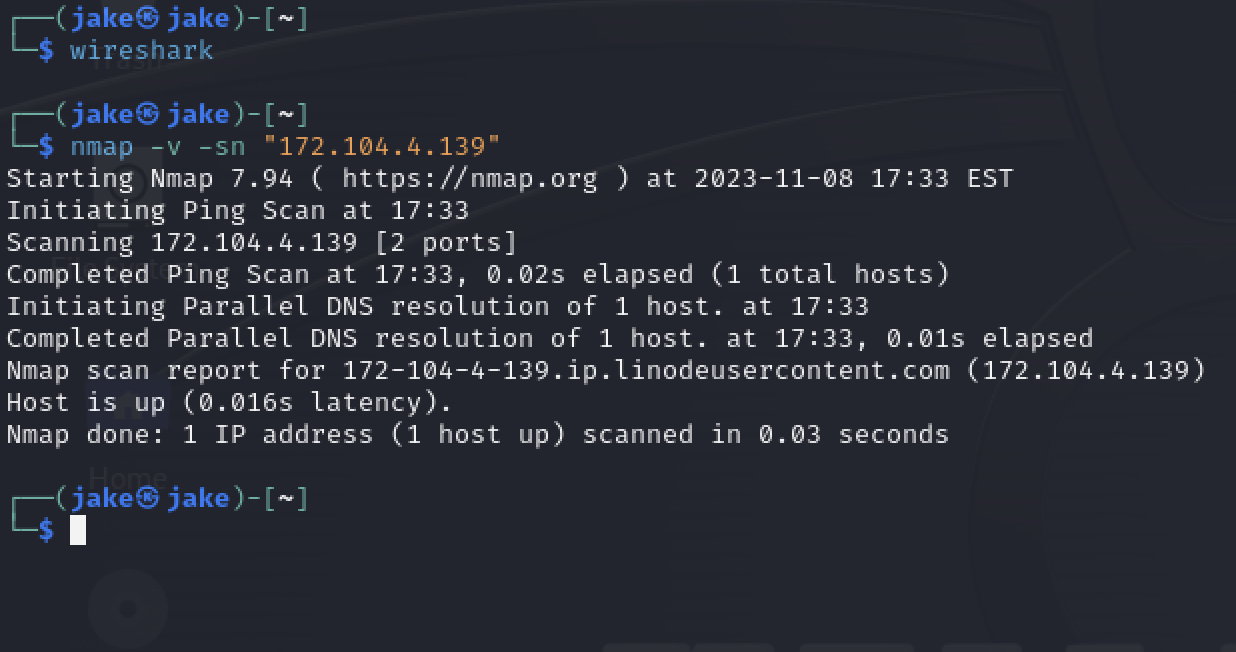 ┌──(jake㉿jake)-[~]
└─$ wireshark
┌──(jake㉿jake)-[~]
└─$ nmap -v -sn "172.104.4.139"
Starting Nmap 7.94 ( https://nmap.org ) at 2023-11-08 17:33 EST
Initiating Ping Scan at 17:33
Scanning 172.104.4.139 [2 ports]
Completed Ping Scan at 17:33, 0.02s elapsed (1 total hosts)
Initiating Parallel DNS resolution of 1 host. at 17:33
Completed Parallel DNS resolution of 1 host. at 17:33, 0.01s elapsed
Nmap scan report for 172-104-4-139.ip.linodeusercontent.com (172.104.4.139)
Host is up (0.016s latency).
Nmap done: 1 IP address (1 host up) scanned in 0.03 seconds
Home
┌──(jake㉿jake)-[~]
└─$